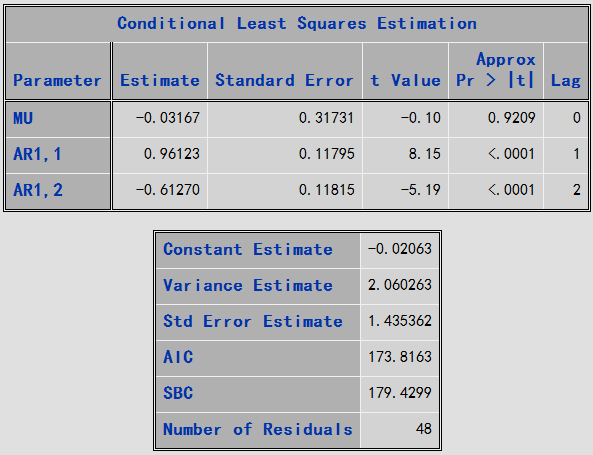 Conditional Least Squares Estimation
Approx
Parameter Estimate Standard Error t Value Pr > |t| Lag
MU -0.03167 0.31731 -0.10 0.9209 0
AR1,1 0.96123 0.11795 8.15 <.0001 1
AR1,2 -0.61270 0.11815 -5.19 <.0001 2
Constant Estimate -0.02063
Variance Estimate 2.060263
Std Error Estimate 1.435362
AIC 173.8163
SBC 179.4299
Number of Residuals 48